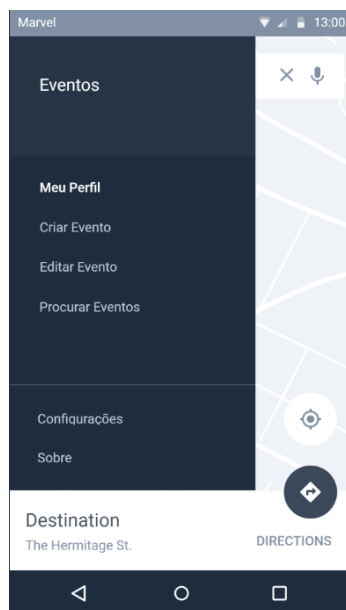 Marvel 13:00
Eventos
Meu Perfil
Criar Evento
Editar Evento
Procurar Eventos
Configurações
Sobre
Destination
The Hermitage St.
DIRECTIONS